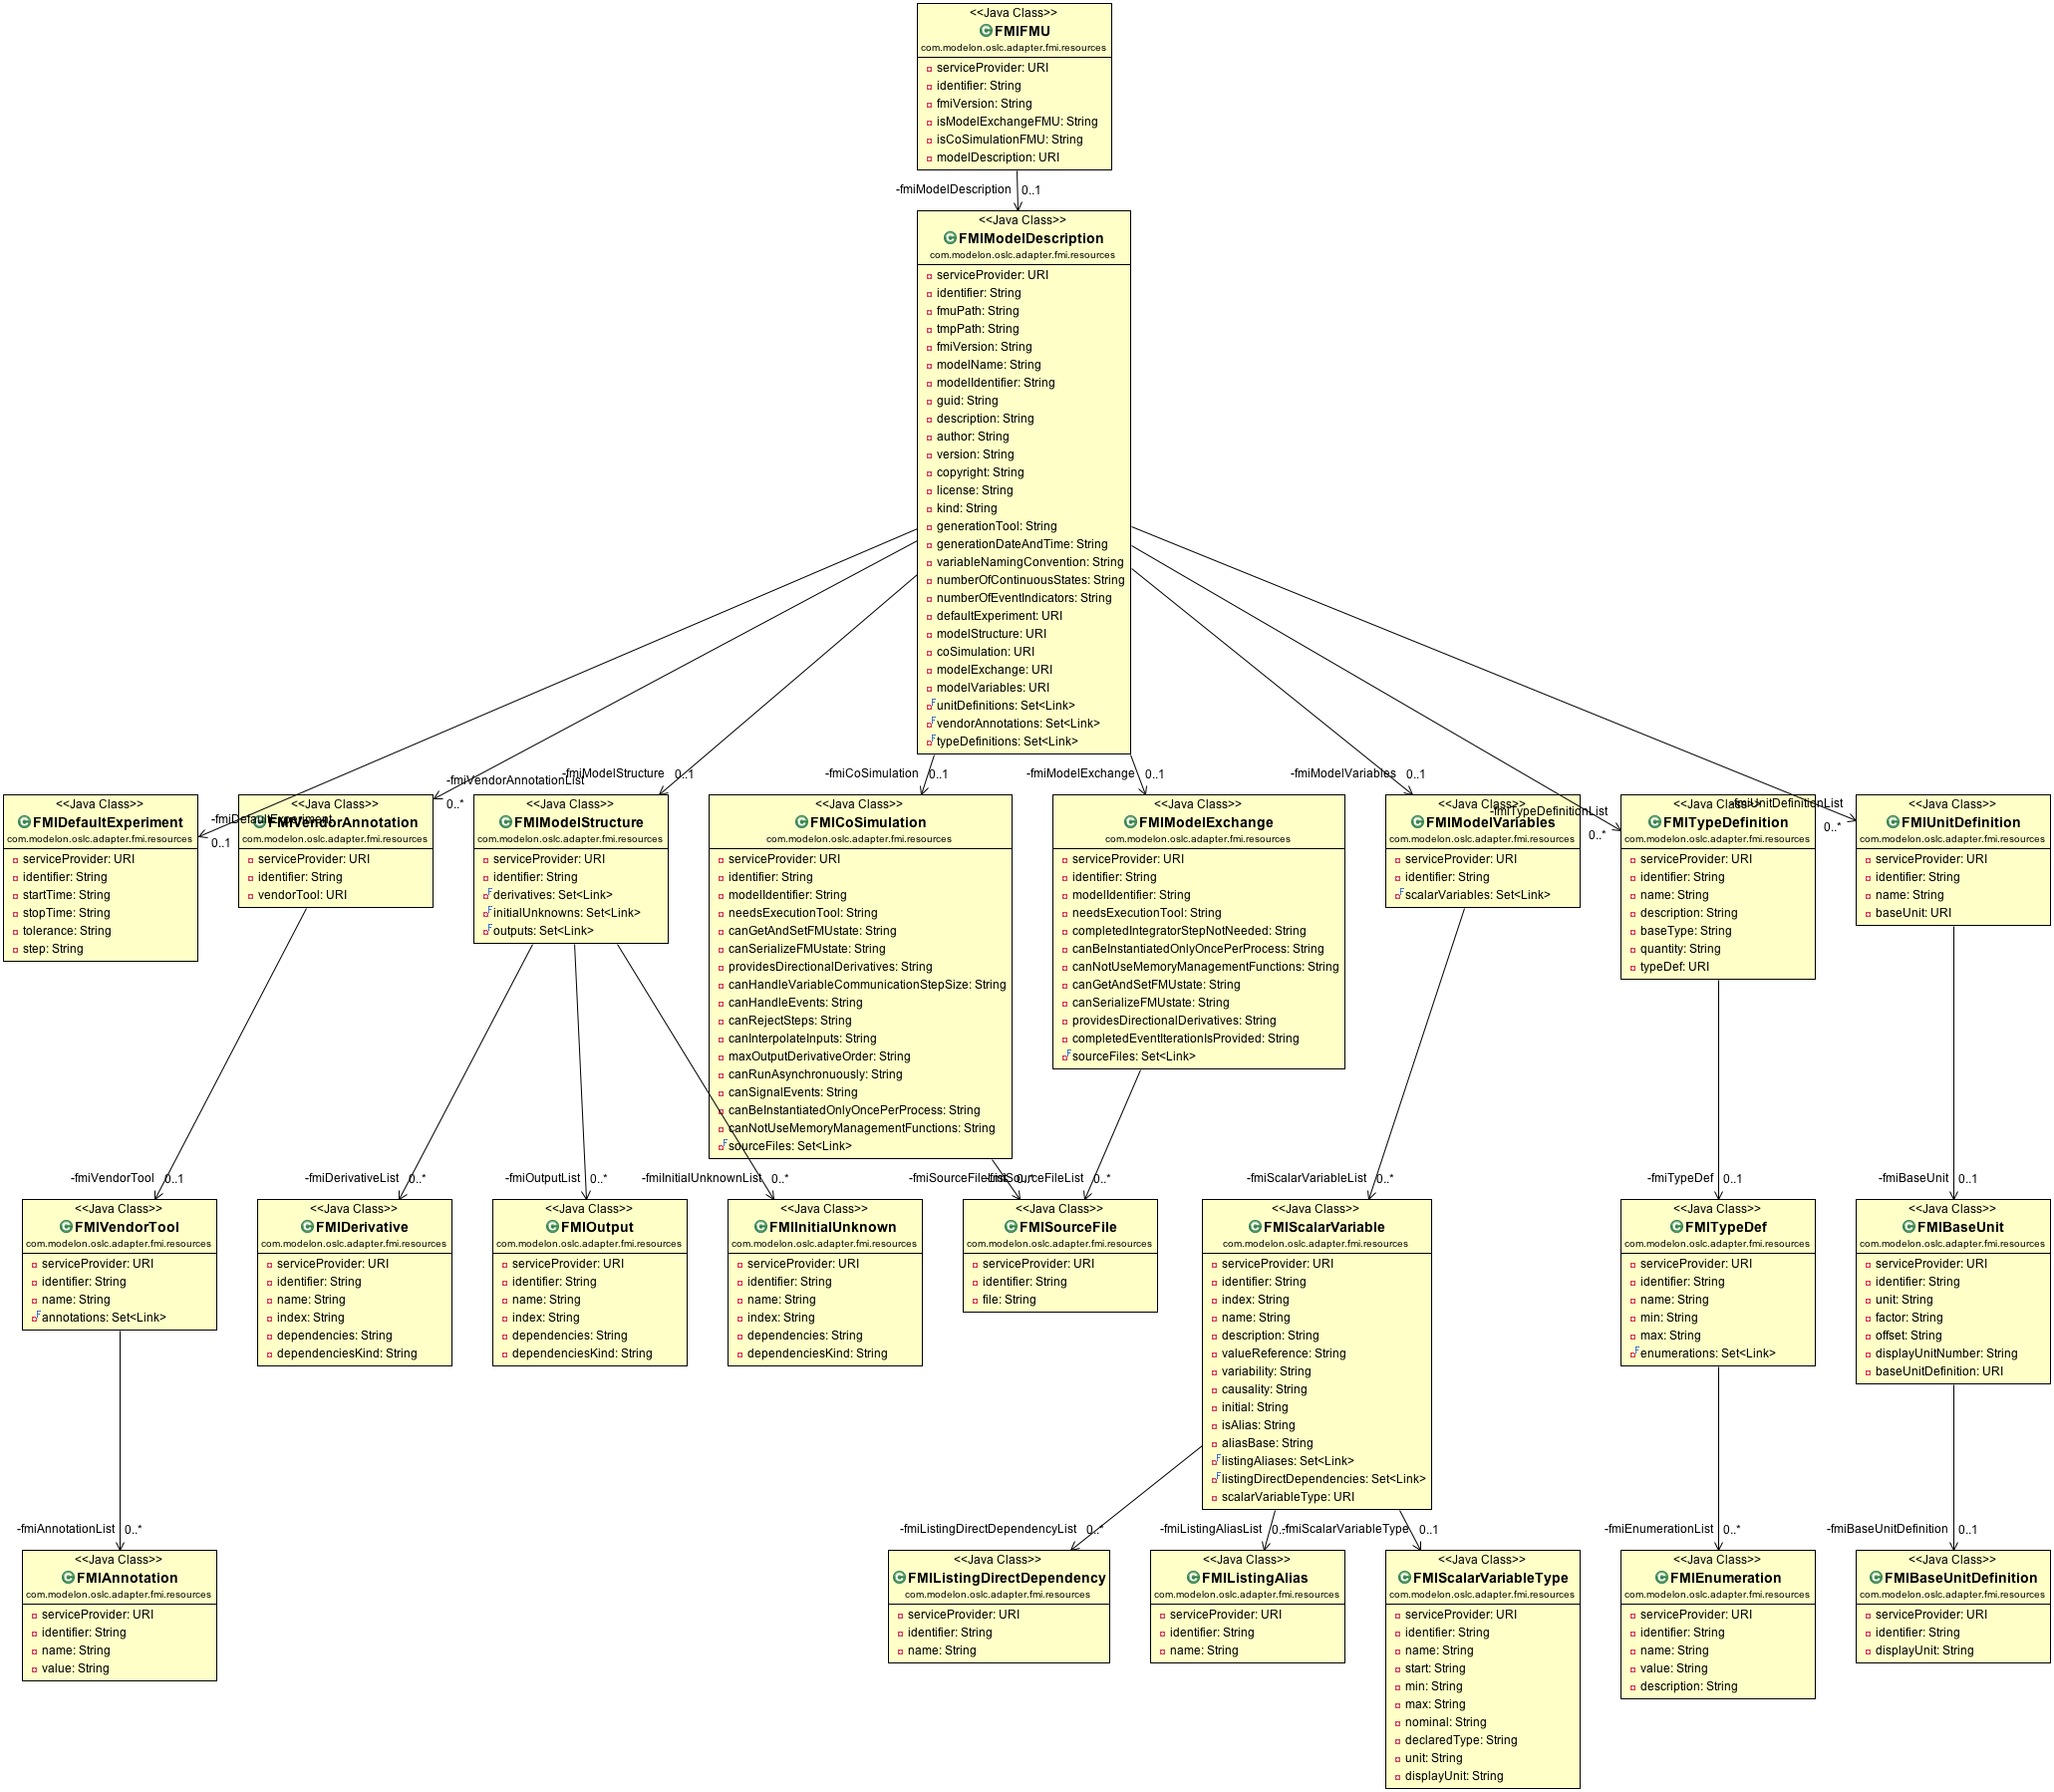 <<Java Class>>
FMIFMU
com.modelon.oslc.adapter.fmi.resources
serviceProvider: URI
identifier: String
fmiVersion: String
isModelExchangeFMU: String
isCoSimulationFMU: String
modelDescription: URI
-fmiModelDescription 0..1
<<Java Class>>
FMIModelDescription
com.modelon.oslc.adapter.fmi.resources
serviceProvider: URI
identifier: String
fmuPath: String
tmpPath: String
fmiVersion: String
modelName: String
modelIdentifier: String
guid: String
description: String
author: String
version: String
copyright: String
license: String
kind: String
generationTool: String
generationDateAndTime: String
variableNamingConvention: String
numberOfContinuousStates: String
numberOfEventIndicators: String
defaultExperiment: URI
modelStructure: URI
coSimulation: URI
modelExchange: URI
modelVariables: URI
unitDefinitions: Set<Link>
vendorAnnotations: Set<Link>
typeDefinitions: Set<Link>
-fmiDefaultExperiment
0..1
-fmiVendorAnnotationList
0..*
-fmiModelStructure 0..1
-fmiCoSimulation 0..1
-fmiModelExchange 0..1
-fmiModelVariables 0..1
-fmiTypeDefinitionList
0..*
-fmiUnitDefinitionList
0..*
<<Java Class>>
FMIDefaultExperiment
com.modelon.oslc.adapter.fmi.resources
serviceProvider: URI
identifier: String
startTime: String
stopTime: String
tolerance: String
step: String
<<Java Class>>
FMIVendorAnnotation
com.modelon.oslc.adapter.fmi.resources
serviceProvider: URI
identifier: String
vendorTool: URI
<<Java Class>>
FMIModelStructure
com.modelon.oslc.adapter.fmi.resources
serviceProvider: URI
identifier: String
derivatives: Set<Link>
initialUnknowns: Set<Link>
outputs: Set<Link>
<<Java Class>>
FMICoSimulation
com.modelon.oslc.adapter.fmi.resources
serviceProvider: URI
identifier: String
modelIdentifier: String
needsExecutionTool: String
canGetAndSetFMUstate: String
canSerializeFMUstate: String
providesDirectionalDerivatives: String
canHandleVariableCommunicationStepSize: String
canHandleEvents: String
canRejectSteps: String
canInterpolateInputs: String
maxOutputDerivativeOrder: String
canRunAsynchronuously: String
canSignalEvents: String
canBeInstantiatedOnlyOncePerProcess: String
canNotUseMemoryManagementFunctions: String
sourceFiles: Set<Link>
<<Java Class>>
FMIModelExchange
com.modelon.oslc.adapter.fmi.resources
serviceProvider: URI
identifier: String
modelIdentifier: String
needsExecutionTool: String
completedIntegratorStepNotNeeded: String
canBeInstantiatedOnlyOncePerProcess: String
canNotUseMemoryManagementFunctions: String
canGetAndSetFMUstate: String
canSerializeFMUstate: String
providesDirectionalDerivatives: String
completedEventIterationIsProvided: String
sourceFiles: Set<Link>
<<Java Class>>
FMIModelVariables
com.modelon.oslc.adapter.fmi.resources
serviceProvider: URI
identifier: String
scalarVariables: Set<Link>
<<Java Class>>
FMITypeDefinition
com.modelon.oslc.adapter.fmi.resources
serviceProvider: URI
identifier: String
name: String
description: String
baseType: String
quantity: String
typeDef: URI
<<Java Class>>
FMIUnitDefinition
com.modelon.oslc.adapter.fmi.resources
serviceProvider: URI
identifier: String
name: String
baseUnit: URI
-fmiVendorTool 0..1
-fmiDerivativeList 0..*
-fmiOutputList 0..*
-fmiInitialUnknownList 0..*
-fmiSourceFileList 0..*
-fmiSourceFileList 0..*
-fmiScalarVariableList 0..*
-fmiTypeDef 0..1
-fmiBaseUnit 0..1
<<Java Class>>
FMIVendorTool
com.modelon.oslc.adapter.fmi.resources
serviceProvider: URI
identifier: String
name: String
annotations: Set<Link>
<<Java Class>>
FMIDerivative
com.modelon.oslc.adapter.fmi.resources
serviceProvider: URI
identifier: String
name: String
index: String
dependencies: String
dependenciesKind: String
<<Java Class>>
FMIOutput
com.modelon.oslc.adapter.fmi.resources
serviceProvider: URI
identifier: String
name: String
index: String
dependencies: String
dependenciesKind: String
<<Java Class>>
FMIInitialUnknown
com.modelon.oslc.adapter.fmi.resources
serviceProvider: URI
identifier: String
name: String
index: String
dependencies: String
dependenciesKind: String
<<Java Class>>
FMISourceFile
com.modelon.oslc.adapter.fmi.resources
serviceProvider: URI
identifier: String
file: String
<<Java Class>>
FMIScalarVariable
com.modelon.oslc.adapter.fmi.resources
serviceProvider: URI
identifier: String
index: String
name: String
description: String
valueReference: String
variability: String
causality: String
initial: String
isAlias: String
aliasBase: String
listingAliases: Set<Link>
listingDirectDependencies: Set<Link>
scalarVariableType: URI
<<Java Class>>
FMITypeDef
com.modelon.oslc.adapter.fmi.resources
serviceProvider: URI
identifier: String
name: String
min: String
max: String
enumerations: Set<Link>
<<Java Class>>
FMIBaseUnit
com.modelon.oslc.adapter.fmi.resources
serviceProvider: URI
identifier: String
unit: String
factor: String
offset: String
displayUnitNumber: String
baseUnitDefinition: URI
-fmiAnnotationList 0..*
-fmiListingDirectDependencyList 0..*
-fmiListingAliasList 0..*
-fmiScalarVariableType 0..1
-fmiEnumerationList 0..*
-fmiBaseUnitDefinition 0..1
<<Java Class>>
FMIAnnotation
com.modelon.oslc.adapter.fmi.resources
serviceProvider: URI
identifier: String
name: String
value: String
<<Java Class>>
FMIListingDirectDependency
com.modelon.oslc.adapter.fmi.resources
serviceProvider: URI
identifier: String
name: String
<<Java Class>>
FMIListingAlias
com.modelon.oslc.adapter.fmi.resources
serviceProvider: URI
identifier: String
name: String
<<Java Class>>
FMIScalarVariableType
com.modelon.oslc.adapter.fmi.resources
serviceProvider: URI
identifier: String
name: String
start: String
min: String
max: String
nominal: String
declaredType: String
unit: String
displayUnit: String
<<Java Class>>
FMIEnumeration
com.modelon.oslc.adapter.fmi.resources
serviceProvider: URI
identifier: String
name: String
value: String
description: String
<<Java Class>>
FMIBaseUnitDefinition
com.modelon.oslc.adapter.fmi.resources
serviceProvider: URI
identifier: String
displayUnit: String